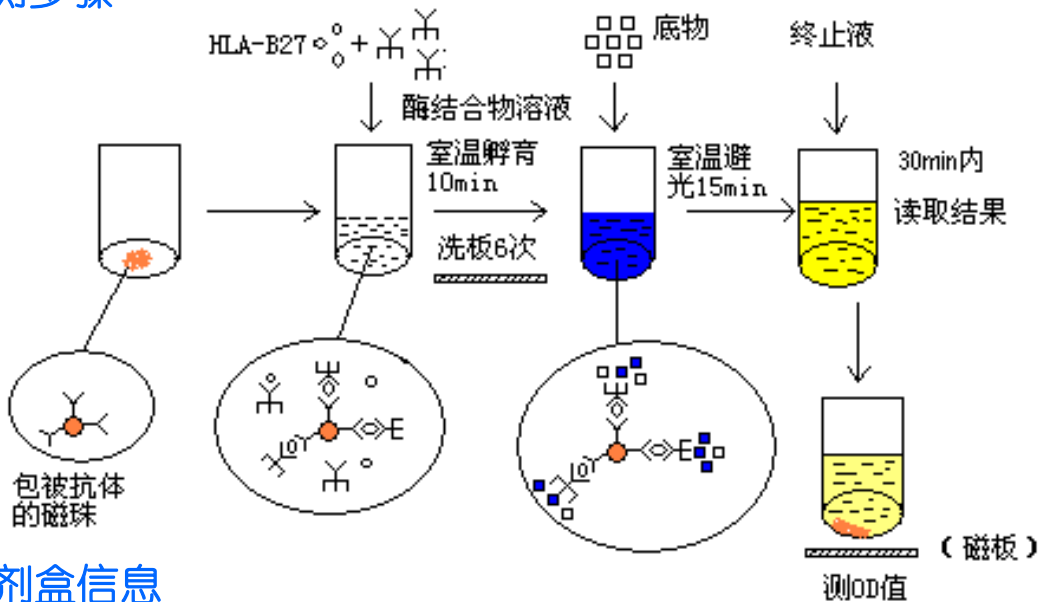 骤
HLA-B27 + 
底物
终止液
酶结合物溶液
室温孵育
10min
洗板6次
室温避
光15min
30min内
读取结果
包被抗体
的磁珠
(磁板)
测OD值
剂盒信息